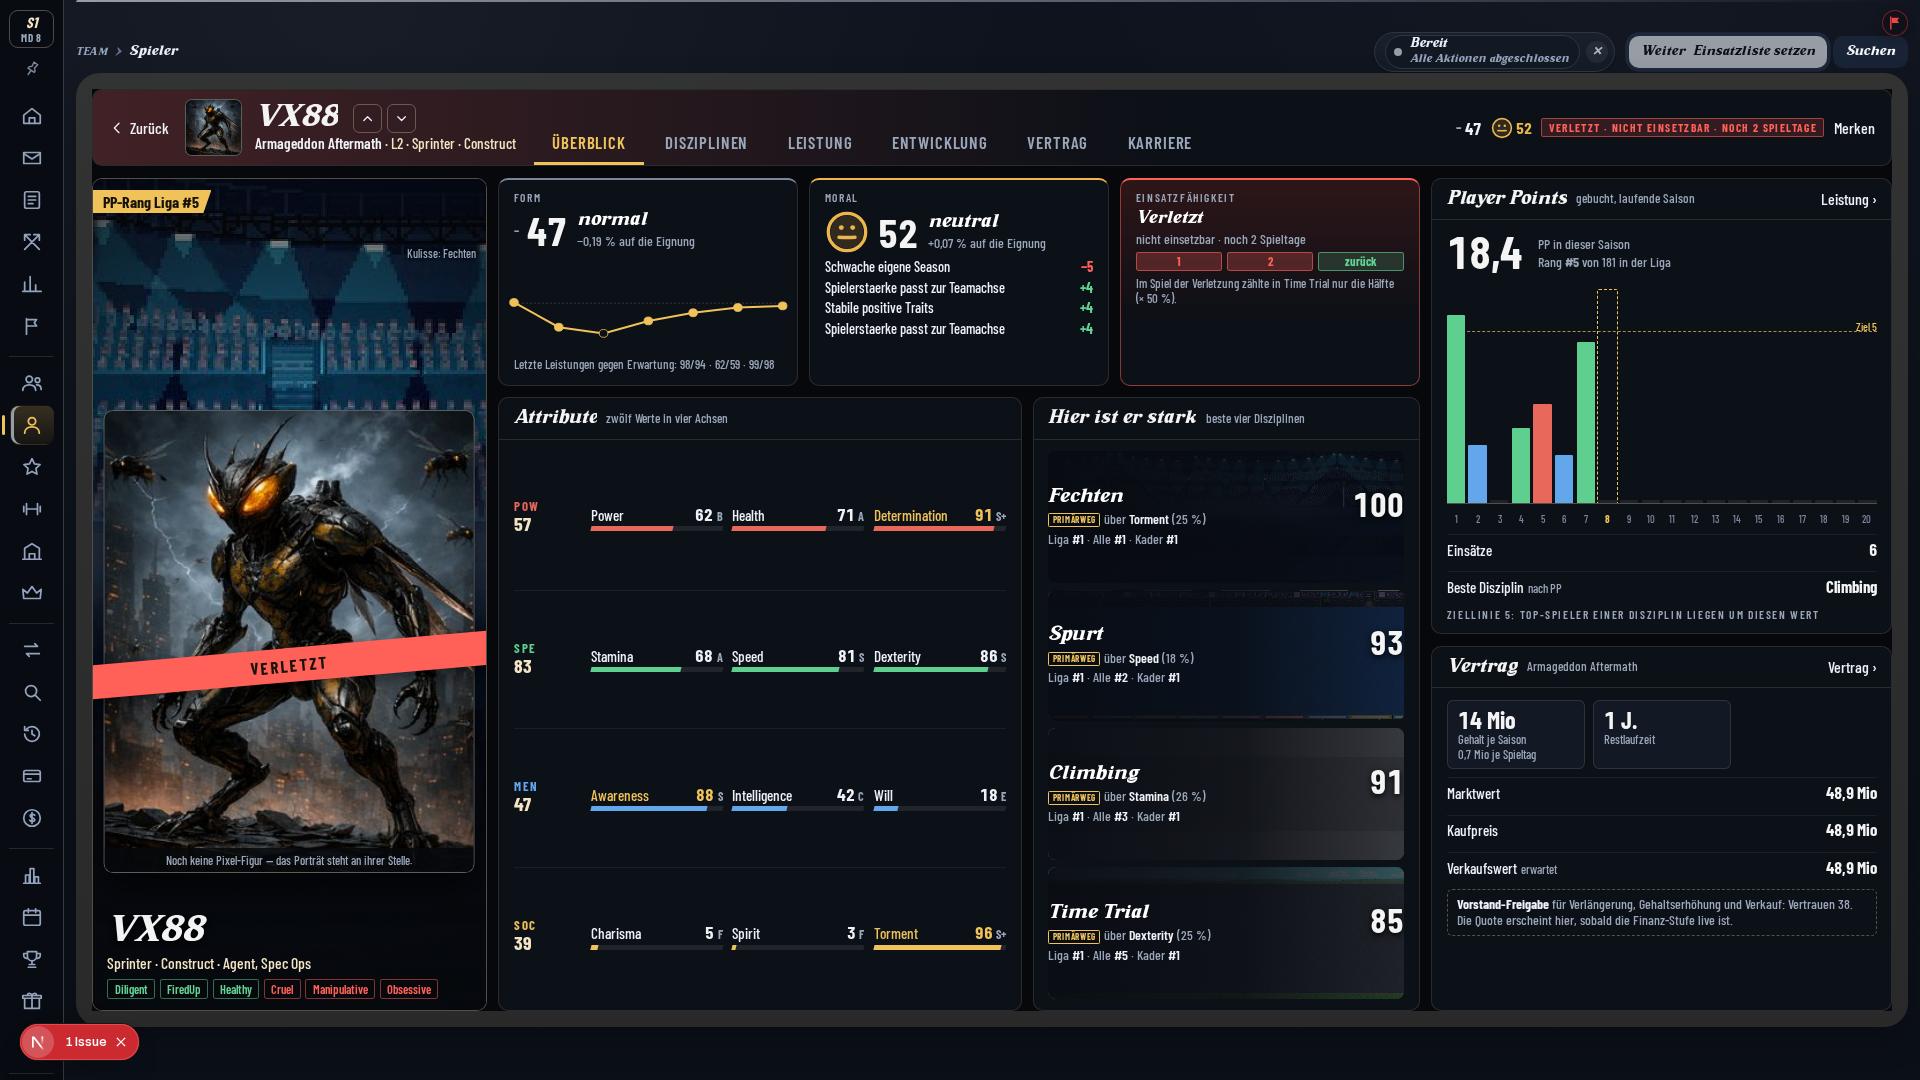 S1
MD 8
TEAM › Spieler
Bereit
Alle Aktionen abgeschlossen
Weiter Einsatzliste setzen
Suchen
Zurück
VX88
Armageddon Aftermath · L2 · Sprinter · Construct
ÜBERBLICK
DISZIPLINEN
LEISTUNG
ENTWICKLUNG
VERTRAG
KARRIERE
- 47
52
VERLETZT · NICHT EINSETZBAR · NOCH 2 SPIELTAGE
Merken
PP-Rang Liga #5
Kulisse: Fechten
VERLETZT
Noch keine Pixel-Figur — das Porträt steht an ihrer Stelle.
VX88
Sprinter · Construct · Agent, Spec Ops
Diligent
FiredUp
Healthy
Cruel
Manipulative
Obsessive
FORM
- 47
normal
−0,19 % auf die Eignung
Letzte Leistungen gegen Erwartung: 98/94 · 62/59 · 99/98
MORAL
52
neutral
+0,07 % auf die Eignung
Schwache eigene Season −5
Spielerstaerke passt zur Teamachse +4
Stabile positive Traits +4
Spielerstaerke passt zur Teamachse +4
EINSATZFÄHIGKEIT
Verletzt
nicht einsetzbar · noch 2 Spieltage
1 2 zurück
Im Spiel der Verletzung zählte in Time Trial nur die Hälfte
(× 50 %).
Attribute zwölf Werte in vier Achsen
POW
57
Power 62 B
Health 71 A
Determination 91 S+
SPE
83
Stamina 68 A
Speed 81 S
Dexterity 86 S
MEN
47
Awareness 88 S
Intelligence 42 C
Will 18 E
SOC
39
Charisma 5 F
Spirit 3 F
Torment 96 S+
Hier ist er stark beste vier Disziplinen
Fechten
100
PRIMÄRWEG über Torment (25 %)
Liga #1 · Alle #1 · Kader #1
Spurt
93
PRIMÄRWEG über Speed (18 %)
Liga #1 · Alle #2 · Kader #1
Climbing
91
PRIMÄRWEG über Stamina (26 %)
Liga #1 · Alle #3 · Kader #1
Time Trial
85
PRIMÄRWEG über Dexterity (25 %)
Liga #1 · Alle #5 · Kader #1
Player Points gebucht, laufende Saison
Leistung ›
18,4
PP in dieser Saison
Rang #5 von 181 in der Liga
Ziel 5
1 2 3 4 5 6 7 8 9 10 11 12 13 14 15 16 17 18 19 20
Einsätze 6
Beste Disziplin nach PP Climbing
ZIELLINIE 5: TOP-SPIELER EINER DISZIPLIN LIEGEN UM DIESEN WERT
Vertrag Armageddon Aftermath
Vertrag ›
14 Mio
Gehalt je Saison
0,7 Mio je Spieltag
1 J.
Restlaufzeit
Marktwert 48,9 Mio
Kaufpreis 48,9 Mio
Verkaufswert erwartet 48,9 Mio
Vorstand-Freigabe für Verlängerung, Gehaltserhöhung und Verkauf: Vertrauen 38.
Die Quote erscheint hier, sobald die Finanz-Stufe live ist.
N 1 Issue